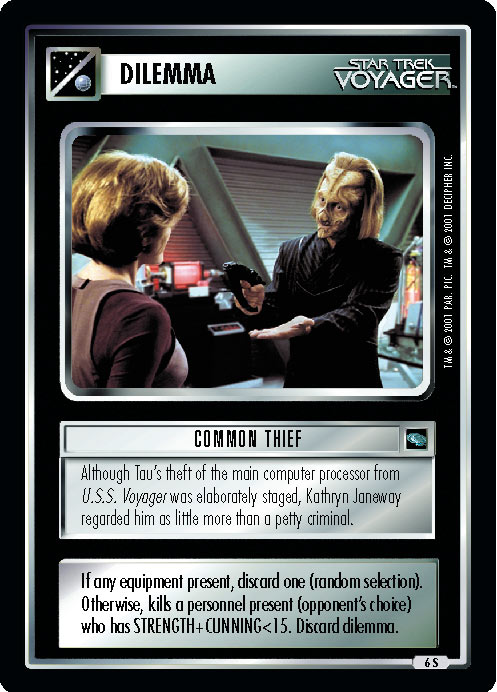 DILEMMA
STAR TREK
VOYAGER™
TM & © 2001 PAR. PIC. TM & © 2001 DECIPHER INC.
COMMON THIEF
Although Tau's theft of the main computer processor from
U.S.S. Voyager was elaborately staged, Kathryn Janeway
regarded him as little more than a petty criminal.
If any equipment present, discard one (random selection).
Otherwise, kills a personnel present (opponent's choice)
who has STRENGTH+CUNNING<15. Discard dilemma.
6 S